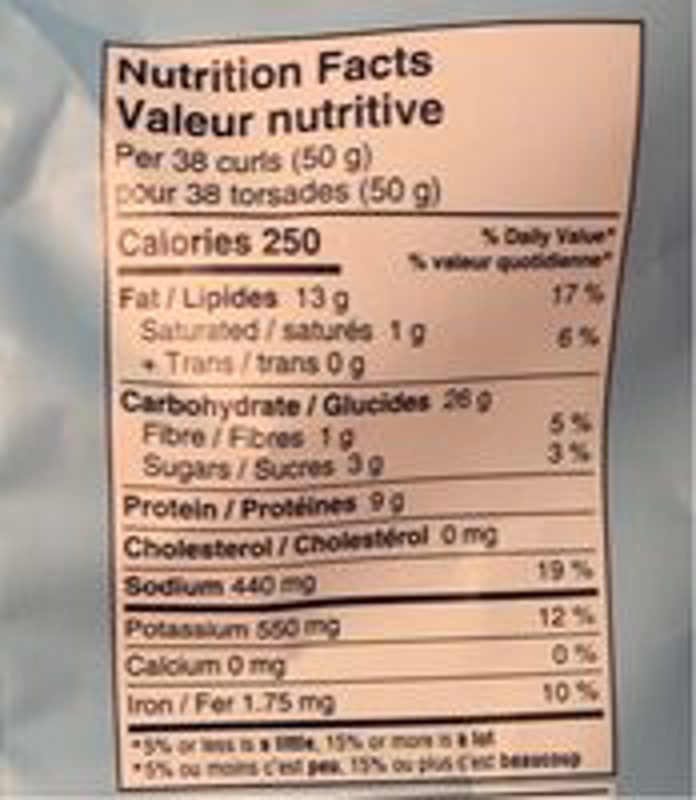 Nutrition Facts
Valeur nutritive
Per 38 curls (50 g)
pour 38 torsades (50 g)
Calories 250
% Daily Value*
% valeur quotidienne*
Fat / Lipides 13 g 17 %
Saturated / saturés 1 g
+ Trans / trans 0 g 6 %
Carbohydrate / Glucides 26 g
Fibre / Fibres 1 g 5 %
Sugars / Sucres 3 g 3 %
Protein / Protéines 9 g
Cholesterol / Cholestérol 0 mg
Sodium 440 mg 19 %
Potassium 550 mg 12 %
Calcium 0 mg 0 %
Iron / Fer 1.75 mg 10 %
*5% or less is a little, 15% or more is a lot
*5% ou moins c'est peu, 15% ou plus c'est beaucoup